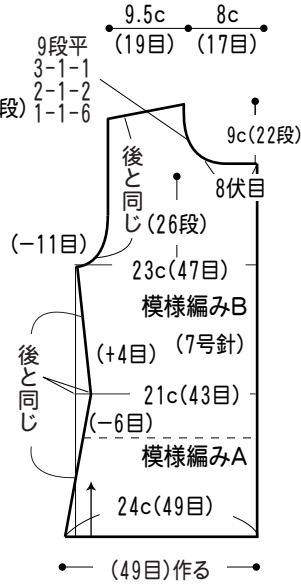 9.5c 8c
(19目) (17目)
9段平
3-1-1
2-1-2
段) 1-1-6
9c(22段)
8伏目
後と同じ
(26段)
(−11目)
23c(47目)
模様編みB
(7号針)
(+4目)
後と同じ
21c(43目)
(−6目)
模様編みA
24c(49目)
(49目)作る